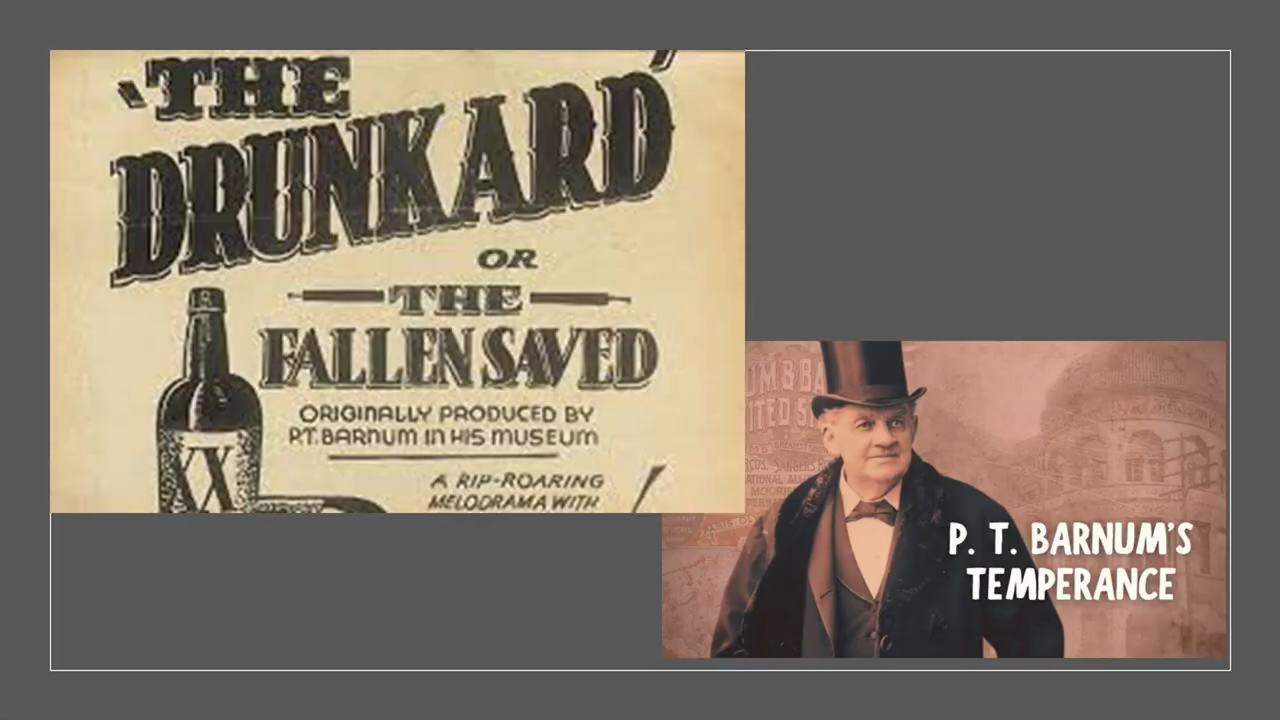 'THE
DRUNKARD'
OR
THE
FALLEN SAVED
ORIGINALLY PRODUCED BY
P.T. BARNUM IN HIS MUSEUM
A RIP-ROARING
MELODRAMA WITH
XX
P. T. BARNUM'S
TEMPERANCE